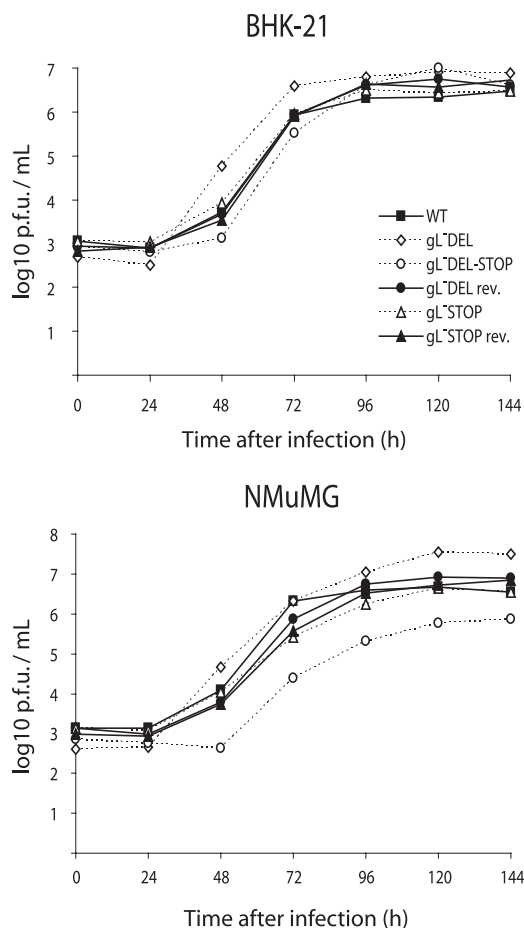 BHK-21
log10 p.f.u./ mL
7
6
5
4
3
2
1
WT
gL⁻DEL
gL⁻DEL-STOP
gL⁻DEL rev.
gL⁻STOP
gL⁻STOP rev.
0 24 48 72 96 120 144
Time after infection (h)
NMuMG
log10 p.f.u./ mL
8
7
6
5
4
3
2
1
0 24 48 72 96 120 144
Time after infection (h)